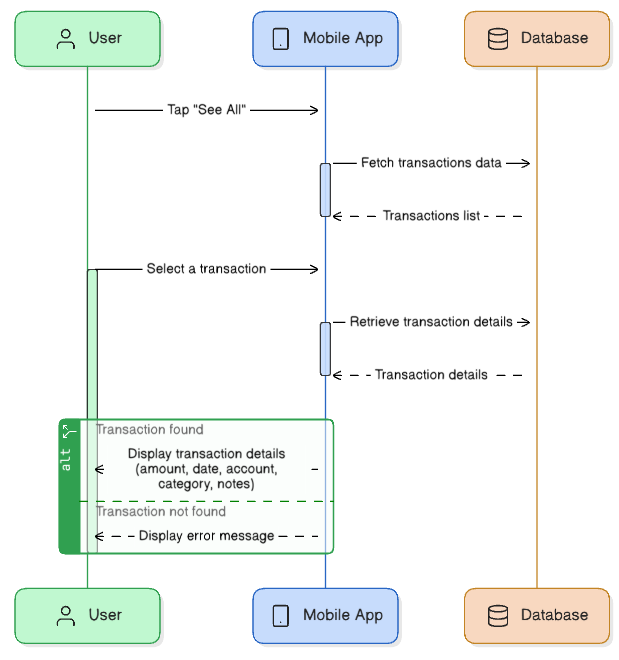 User
Mobile App
Database
Tap "See All"
Fetch transactions data
Transactions list
Select a transaction
Retrieve transaction details
Transaction details
alt
Transaction found
Display transaction details
(amount, date, account,
category, notes)
Transaction not found
Display error message
User
Mobile App
Database